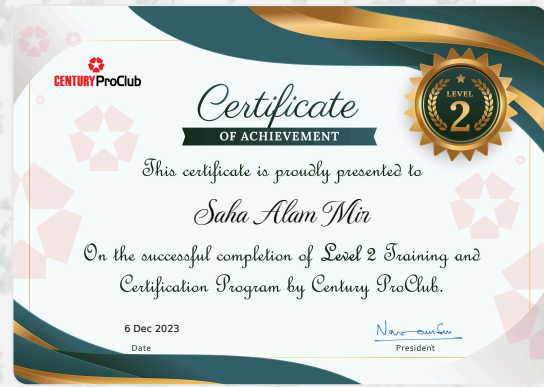 CENTURY ProClub
LEVEL
2
Certificate
OF ACHIEVEMENT
This certificate is proudly presented to
Saha Alam Mir
On the successful completion of Level 2 Training and
Certification Program by Century ProClub.
6 Dec 2023
Date
President